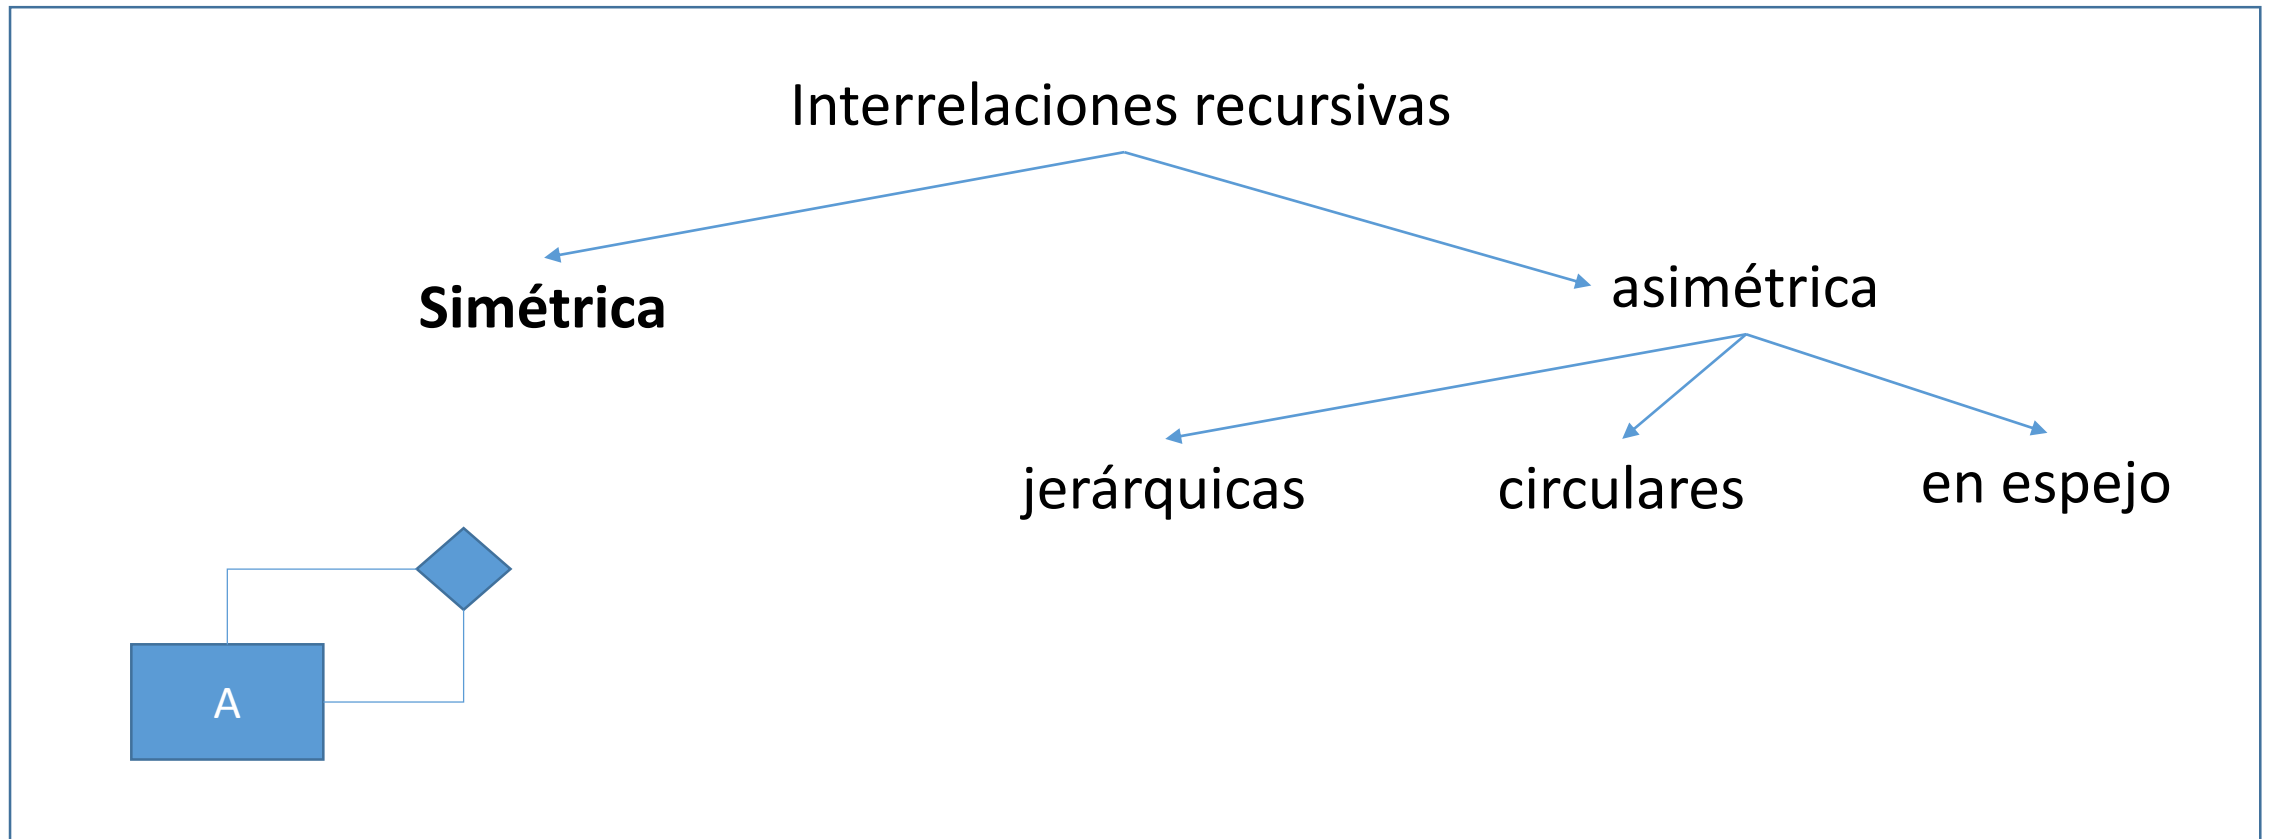 Interrelaciones recursivas
Simétrica
asimétrica
jerárquicas
circulares
en espejo
A